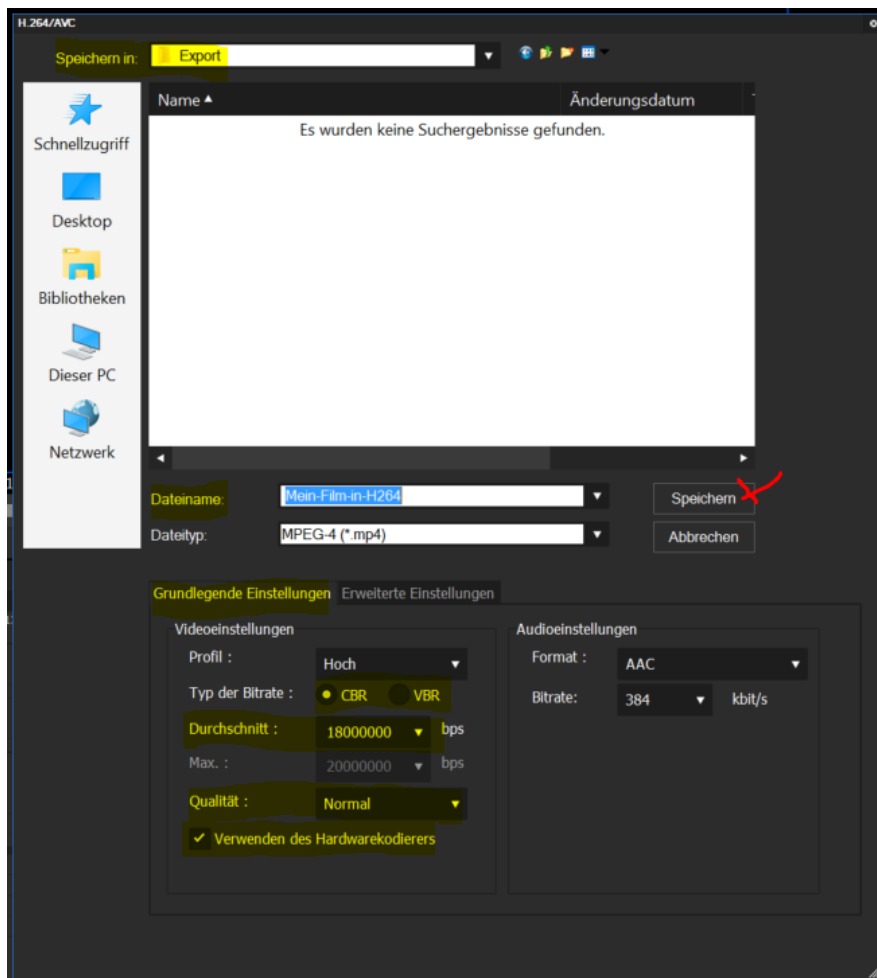 H.264/AVC
Speichern in: Export
Name Änderungsdatum
Es wurden keine Suchergebnisse gefunden.
Schnellzugriff
Desktop
Bibliotheken
Dieser PC
Netzwerk
Dateiname: Mein-Film-in-H264 Speichern
Dateityp: MPEG-4 (*.mp4) Abbrechen
Grundlegende Einstellungen Erweiterte Einstellungen
Videoeinstellungen Audioeinstellungen
Profil : Hoch Format : AAC
Typ der Bitrate : CBR VBR Bitrate: 384 kbit/s
Durchschnitt : 18000000 bps
Max. : 20000000 bps
Qualität : Normal
Verwenden des Hardwarekodierers